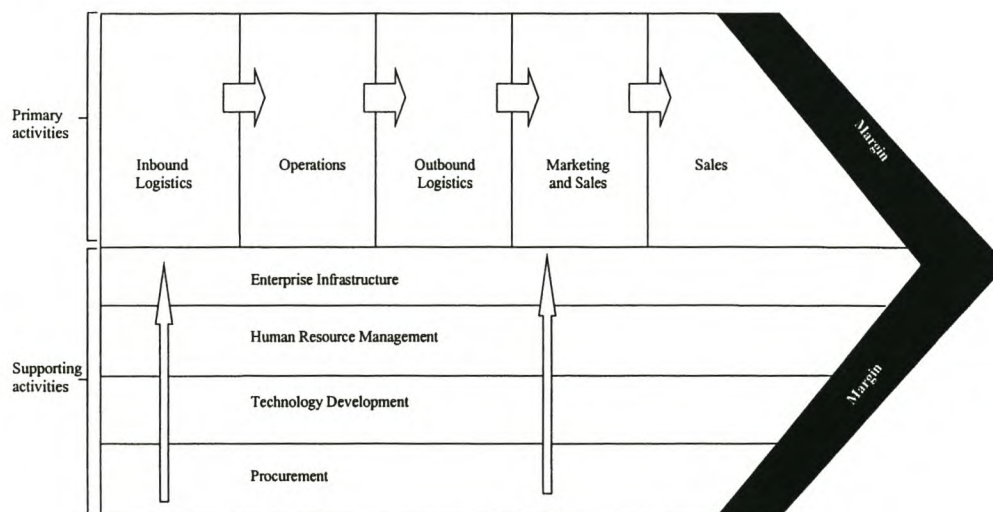 Primary
activities
Inbound
Logistics
Operations
Outbound
Logistics
Marketing
and Sales
Sales
Margin
Supporting
activities
Enterprise Infrastructure
Human Resource Management
Technology Development
Procurement
Margin